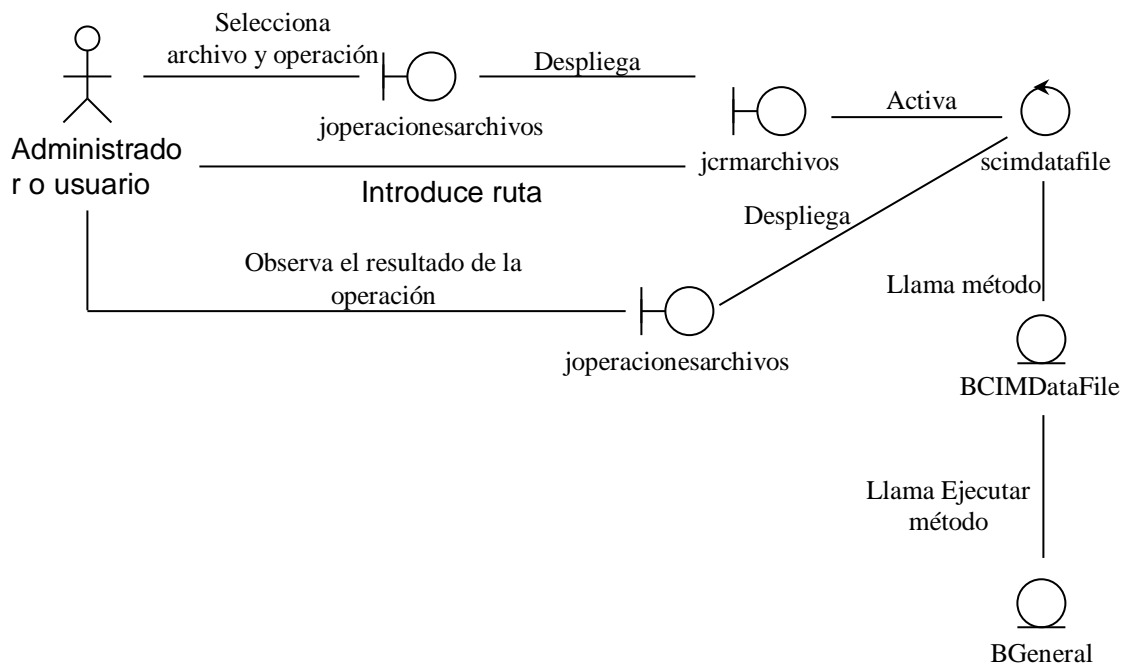 Selecciona
archivo y operación
Despliega
joperacionesarchivos
Activa
jcrmarchivos
scimdatafile
Administrado
r o usuario
Introduce ruta
Despliega
Observa el resultado de la
operación
Llama método
joperacionesarchivos
BCIMDataFile
Llama Ejecutar
método
BGeneral